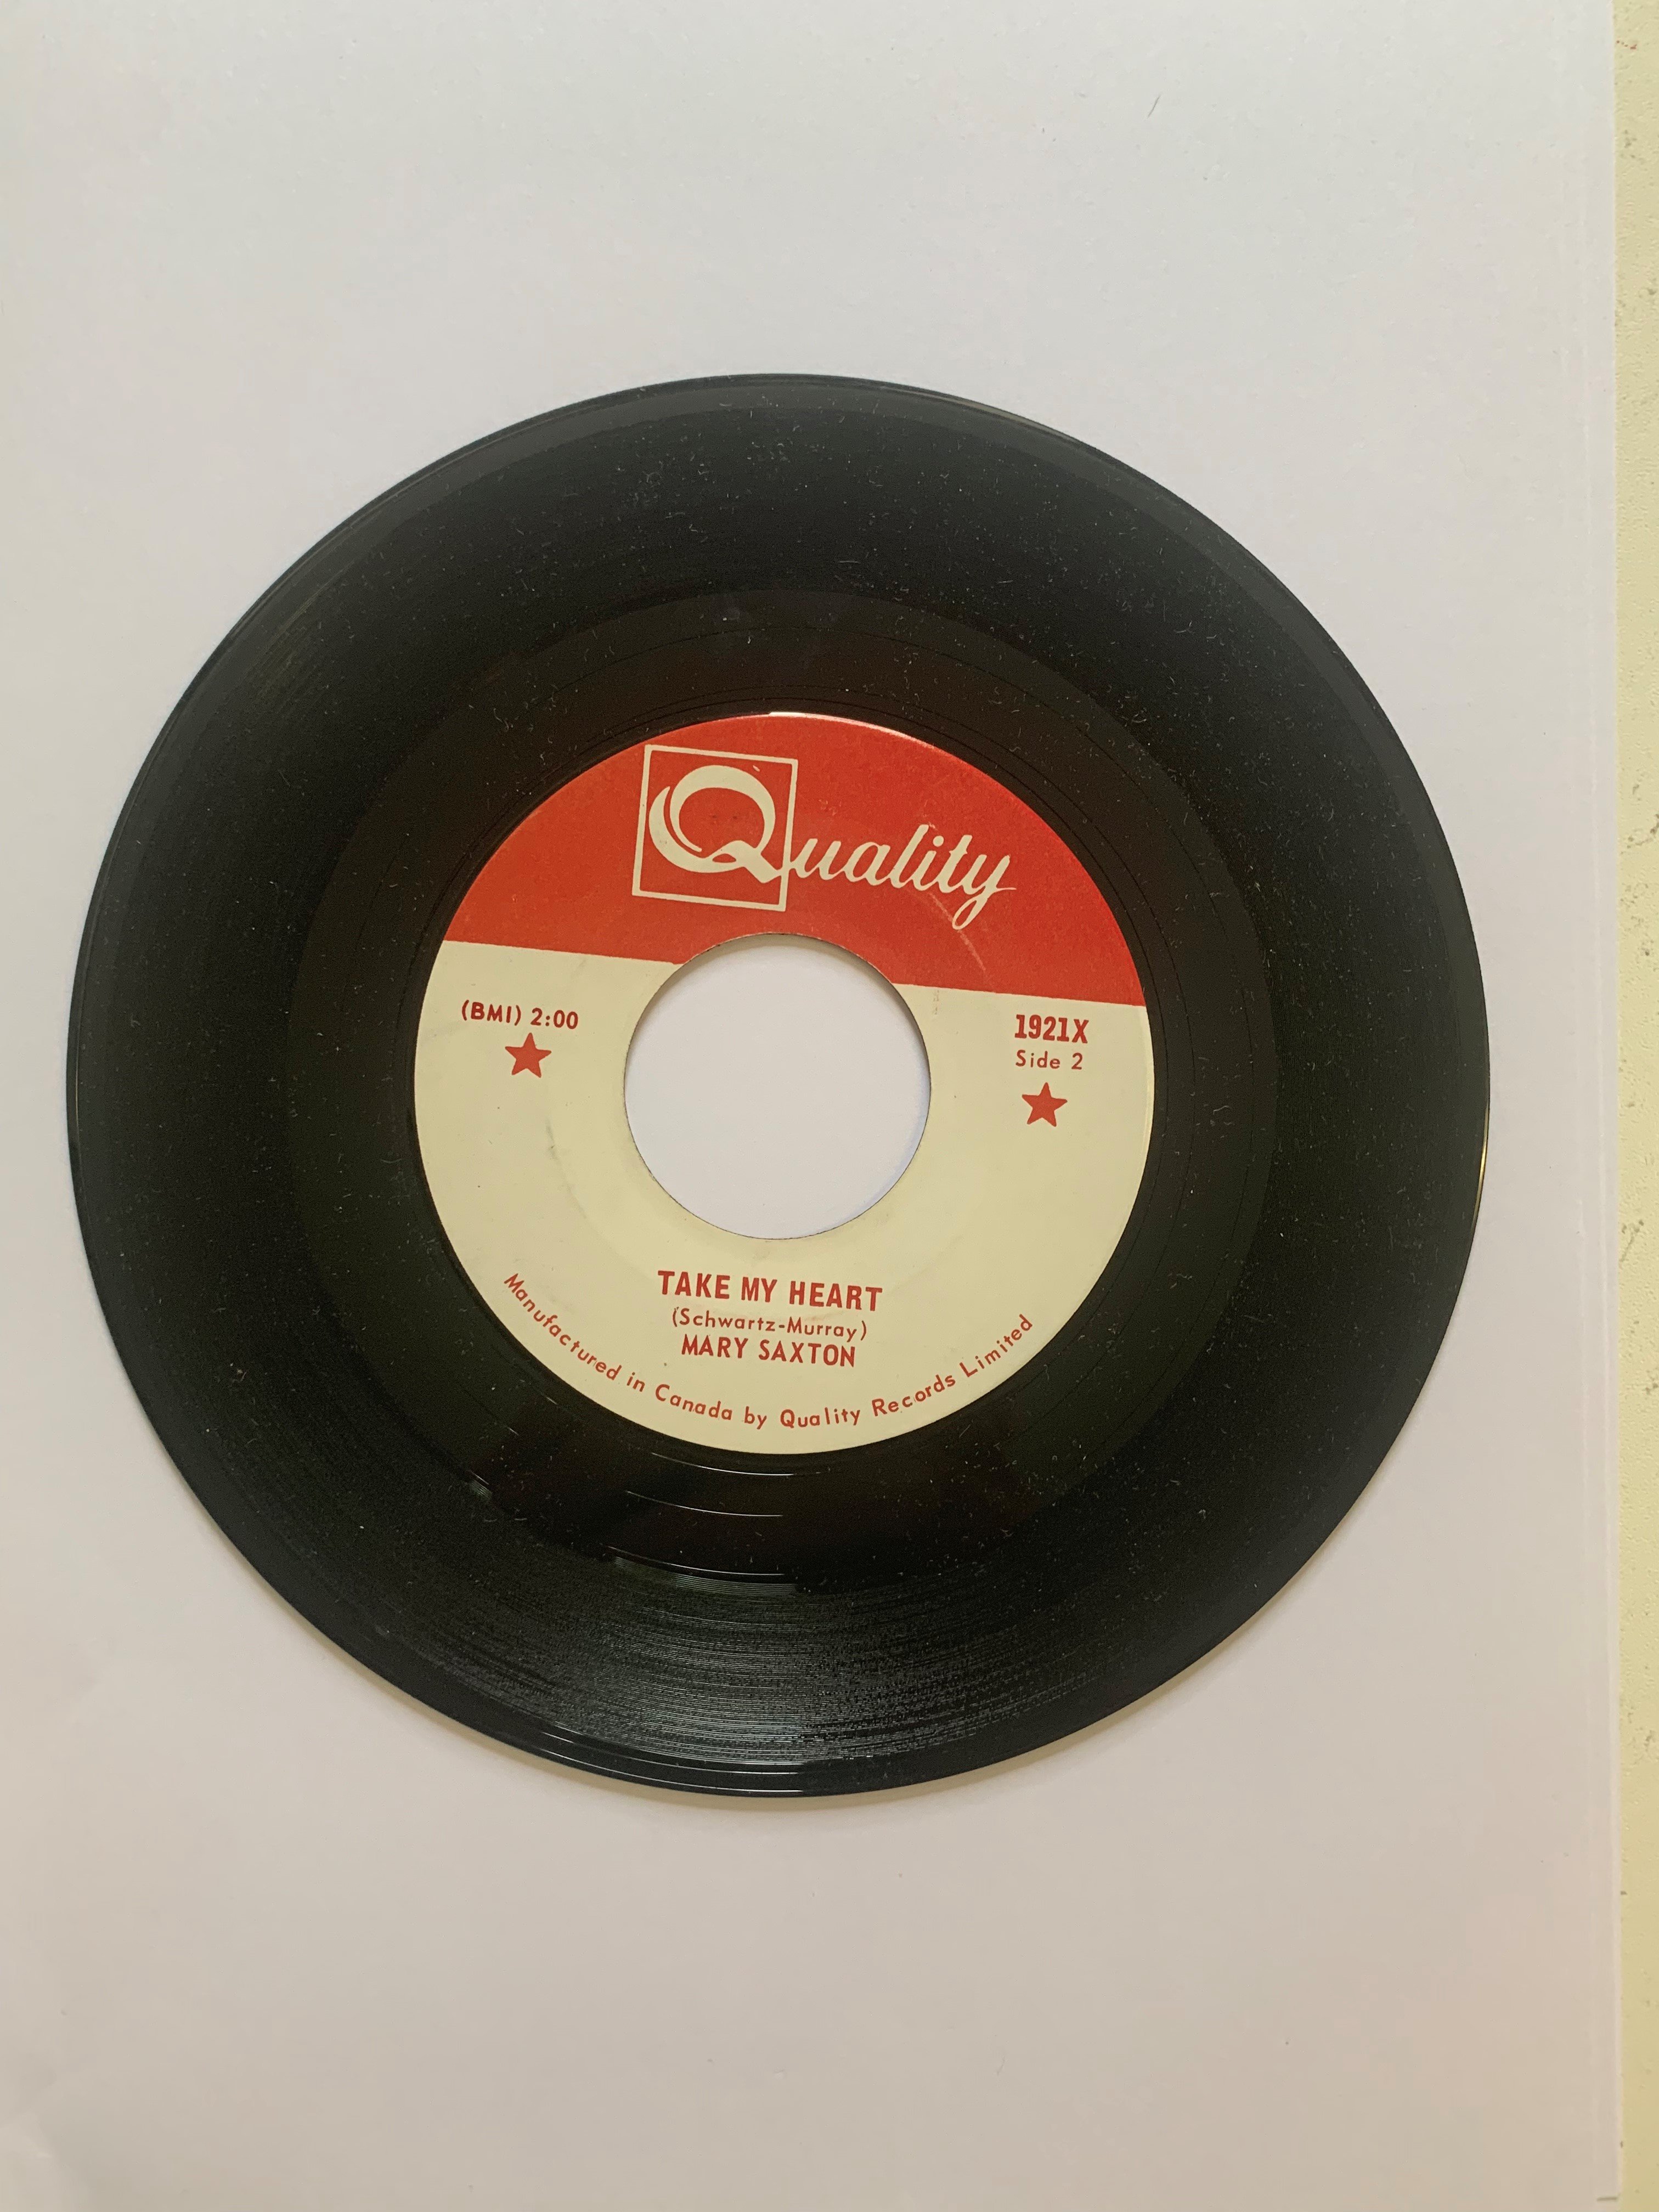 Quality
(BMI) 2:00
1921X
Side 2
TAKE MY HEART
(Schwartz-Murray)
MARY SAXTON
Manufactured in Canada by Quality Records Limited